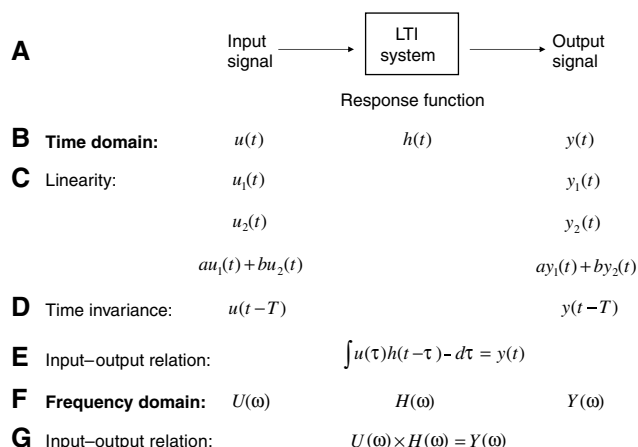 A Input signal LTI system Output signal
Response function
B Time domain: u(t) h(t) y(t)
C Linearity: u₁(t) y₁(t)
u₂(t) y₂(t)
au₁(t)+bu₂(t) ay₁(t)+by₂(t)
D Time invariance: u(t−T) y(t−T)
E Input–output relation: ∫u(τ)h(t−τ)−dτ = y(t)
F Frequency domain: U(ω) H(ω) Y(ω)
G Input–output relation: U(ω)×H(ω)=Y(ω)